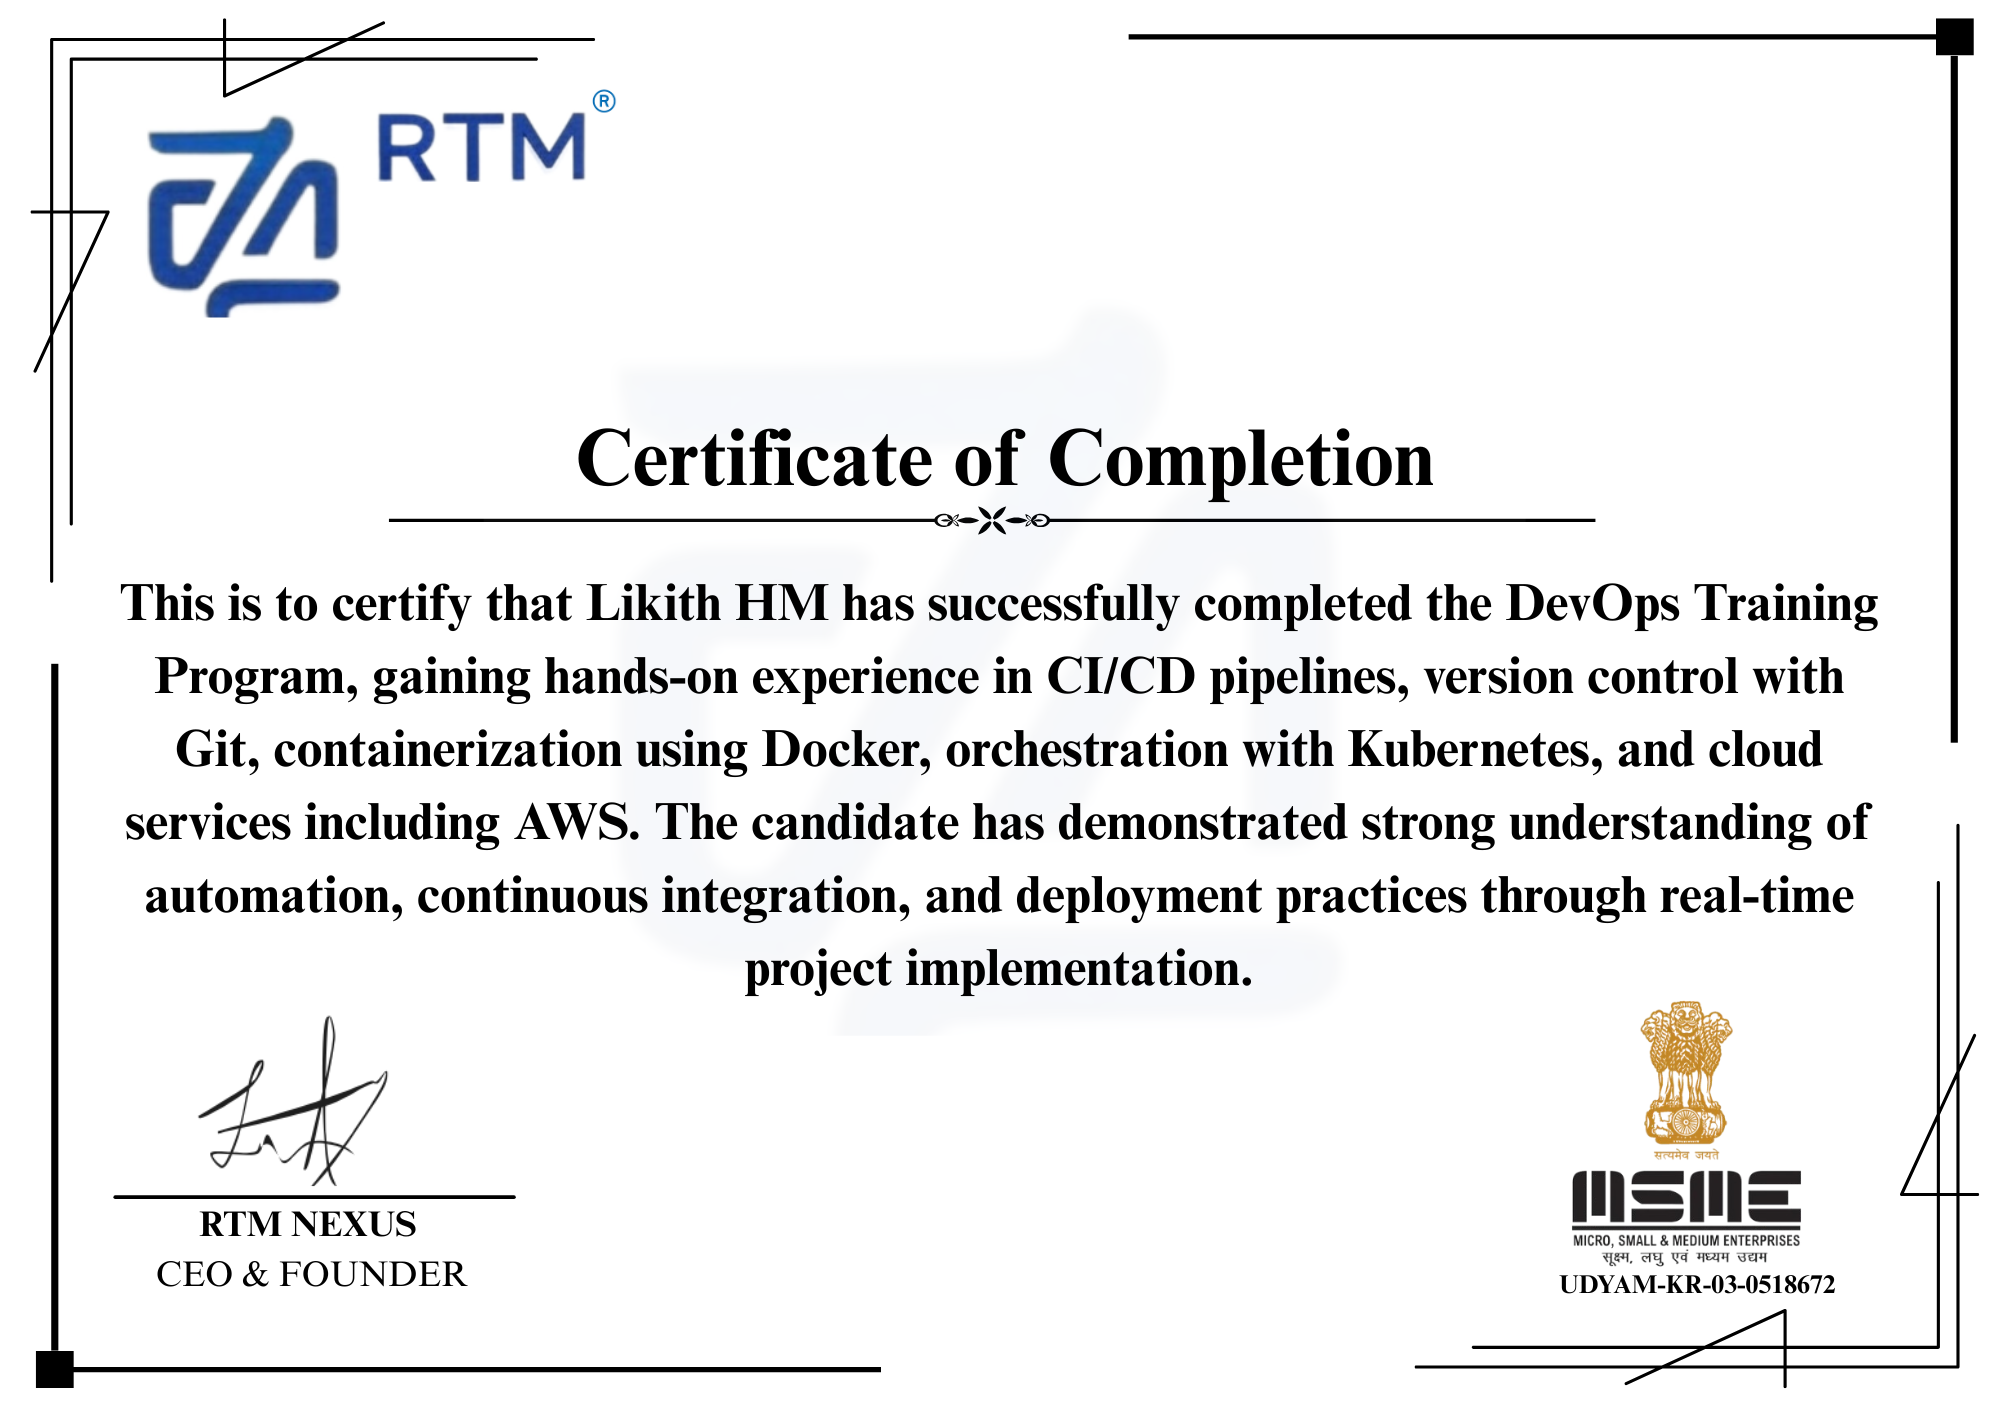 RTM®
Certificate of Completion
This is to certify that Likith HM has successfully completed the DevOps Training
Program, gaining hands-on experience in CI/CD pipelines, version control with
Git, containerization using Docker, orchestration with Kubernetes, and cloud
services including AWS. The candidate has demonstrated strong understanding of
automation, continuous integration, and deployment practices through real-time
project implementation.
RTM NEXUS
CEO & FOUNDER
सत्यमेव जयते
MSME
MICRO, SMALL & MEDIUM ENTERPRISES
सूक्ष्म, लघु एवं मध्यम उद्यम
UDYAM-KR-03-0518672